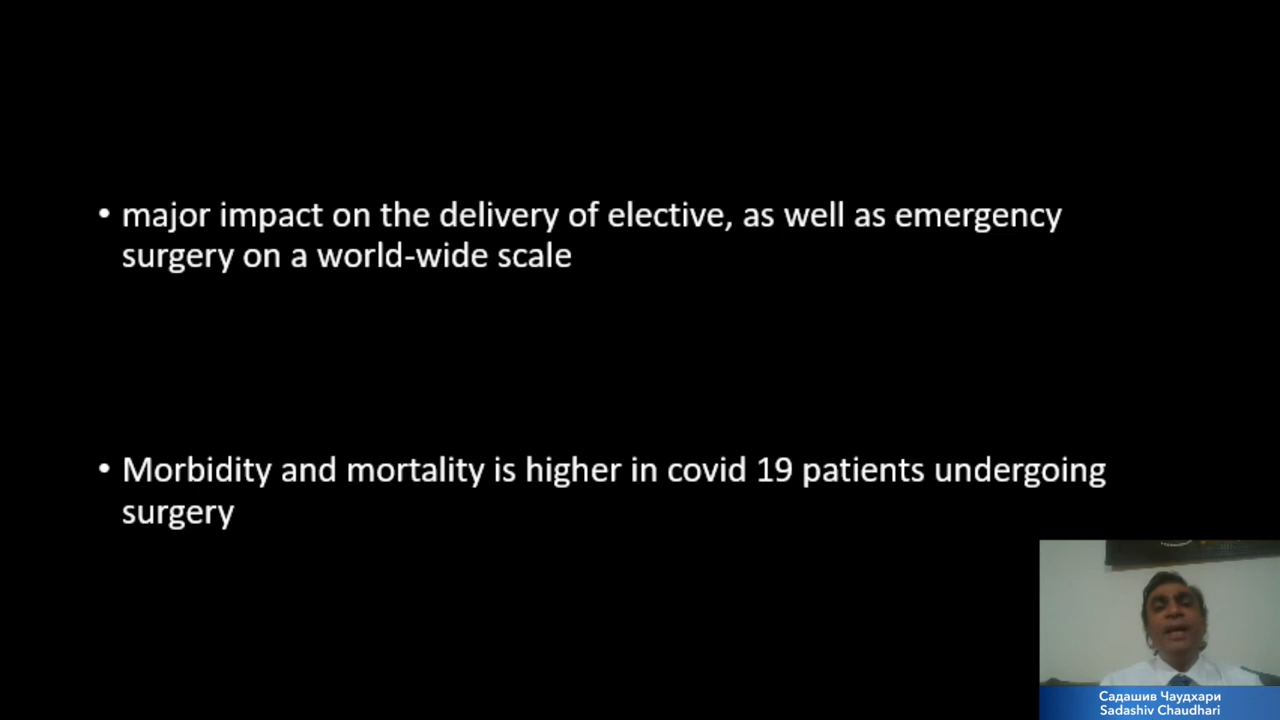 • major impact on the delivery of elective, as well as emergency
surgery on a world-wide scale
• Morbidity and mortality is higher in covid 19 patients undergoing
surgery
Садашив Чаудхари
Sadashiv Chaudhari